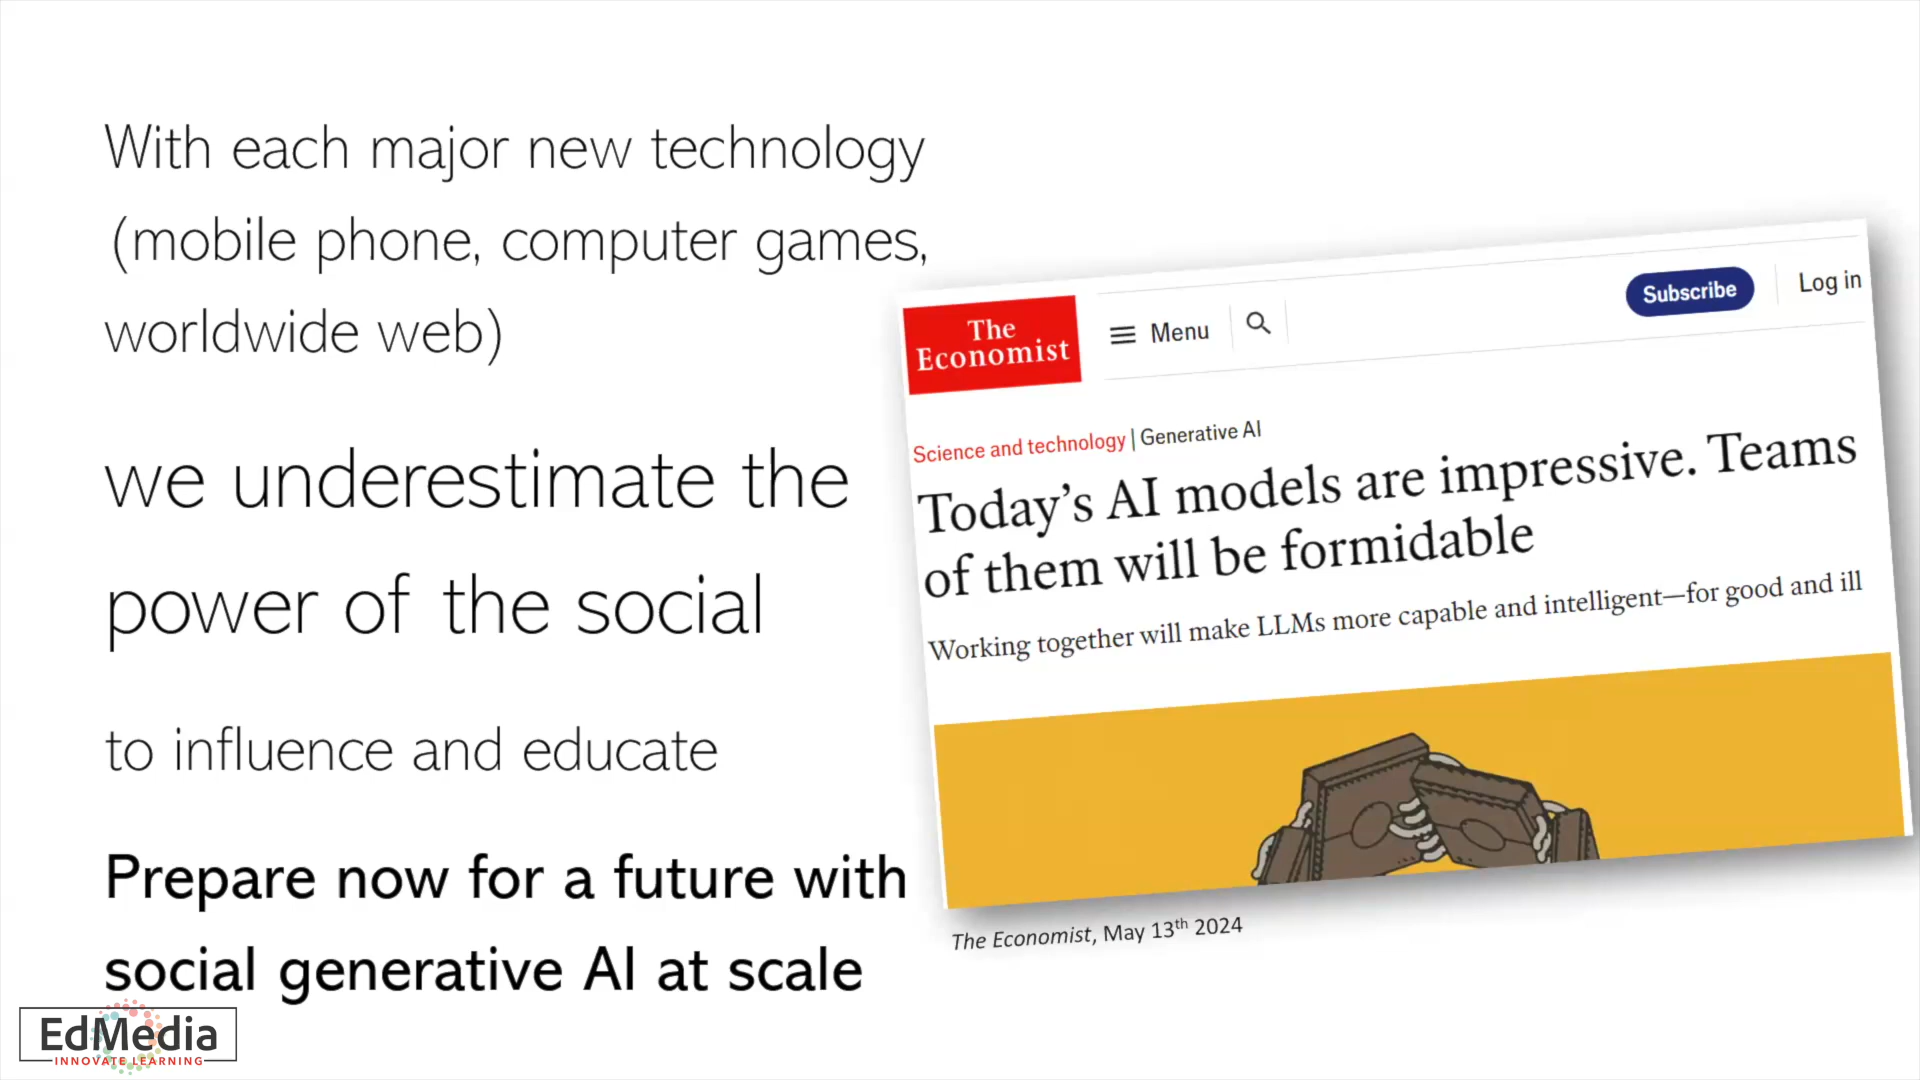 With each major new technology
(mobile phone, computer games,
worldwide web)
we underestimate the
power of the social
to influence and educate
Prepare now for a future with
social generative AI at scale
The
Economist
Menu
Subscribe
Log in
Science and technology | Generative AI
Today's AI models are impressive. Teams
of them will be formidable
Working together will make LLMs more capable and intelligent—for good and ill
The Economist, May 13th 2024
EdMedia
INNOVATE LEARNING